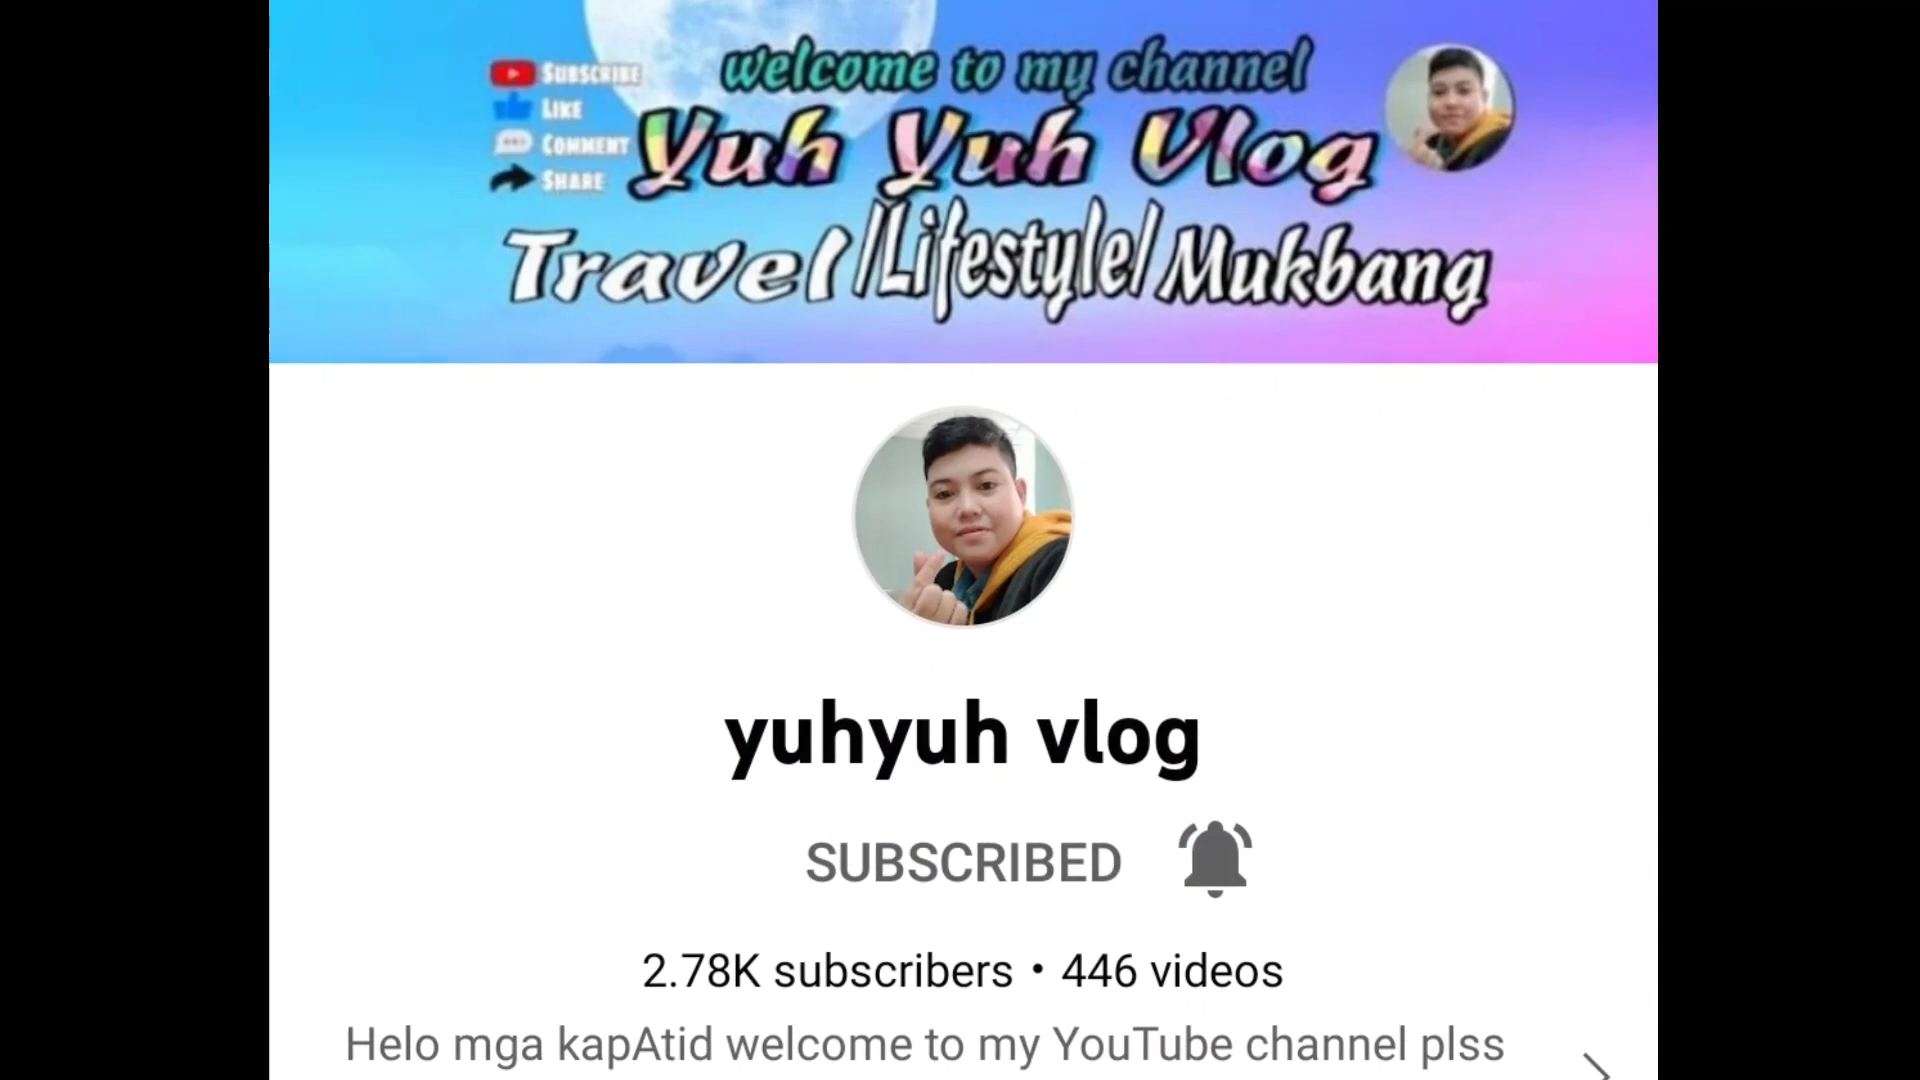 welcome to my channel
SUBSCRIBE
LIKE
COMMENT
SHARE
Yuh Yuh Vlog
Travel/Lifestyle/Mukbang
yuhyuh vlog
SUBSCRIBED
2.78K subscribers • 446 videos
Helo mga kapAtid welcome to my YouTube channel plss